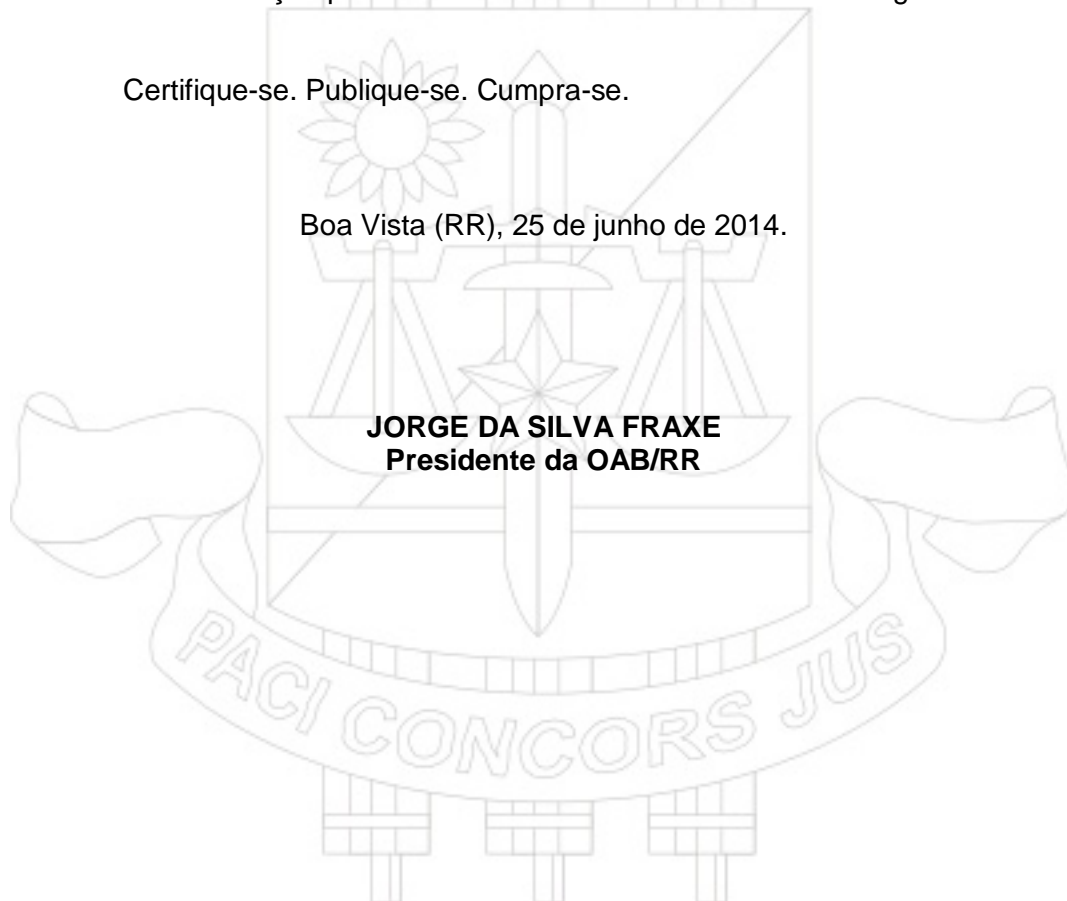 Certifique-se. Publique-se. Cumpra-se.
Boa Vista (RR), 25 de junho de 2014.
JORGE DA SILVA FRAXE
Presidente da OAB/RR
PACI CONCORS JUS